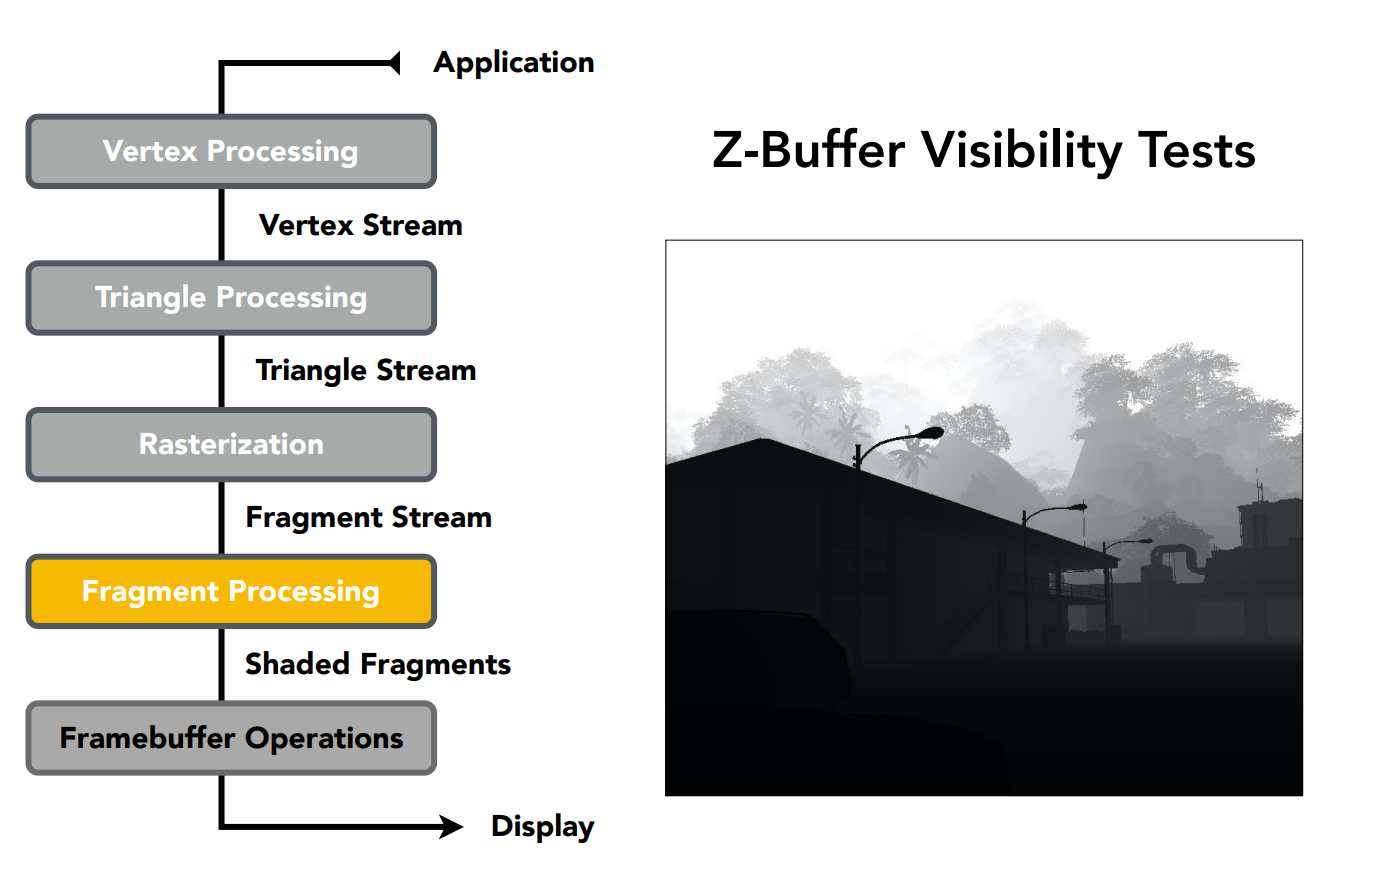 Application
Vertex Processing
Vertex Stream
Triangle Processing
Triangle Stream
Rasterization
Fragment Stream
Fragment Processing
Shaded Fragments
Framebuffer Operations
Display
Z-Buffer Visibility Tests